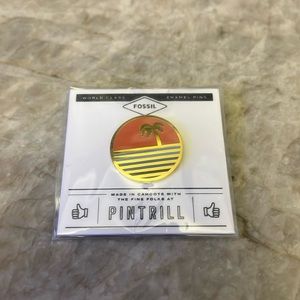 WORLD CLASS ENAMEL PINS
FOSSIL
MADE IN CAHOOTS WITH
THE FINE FOLKS AT
PINTRILL